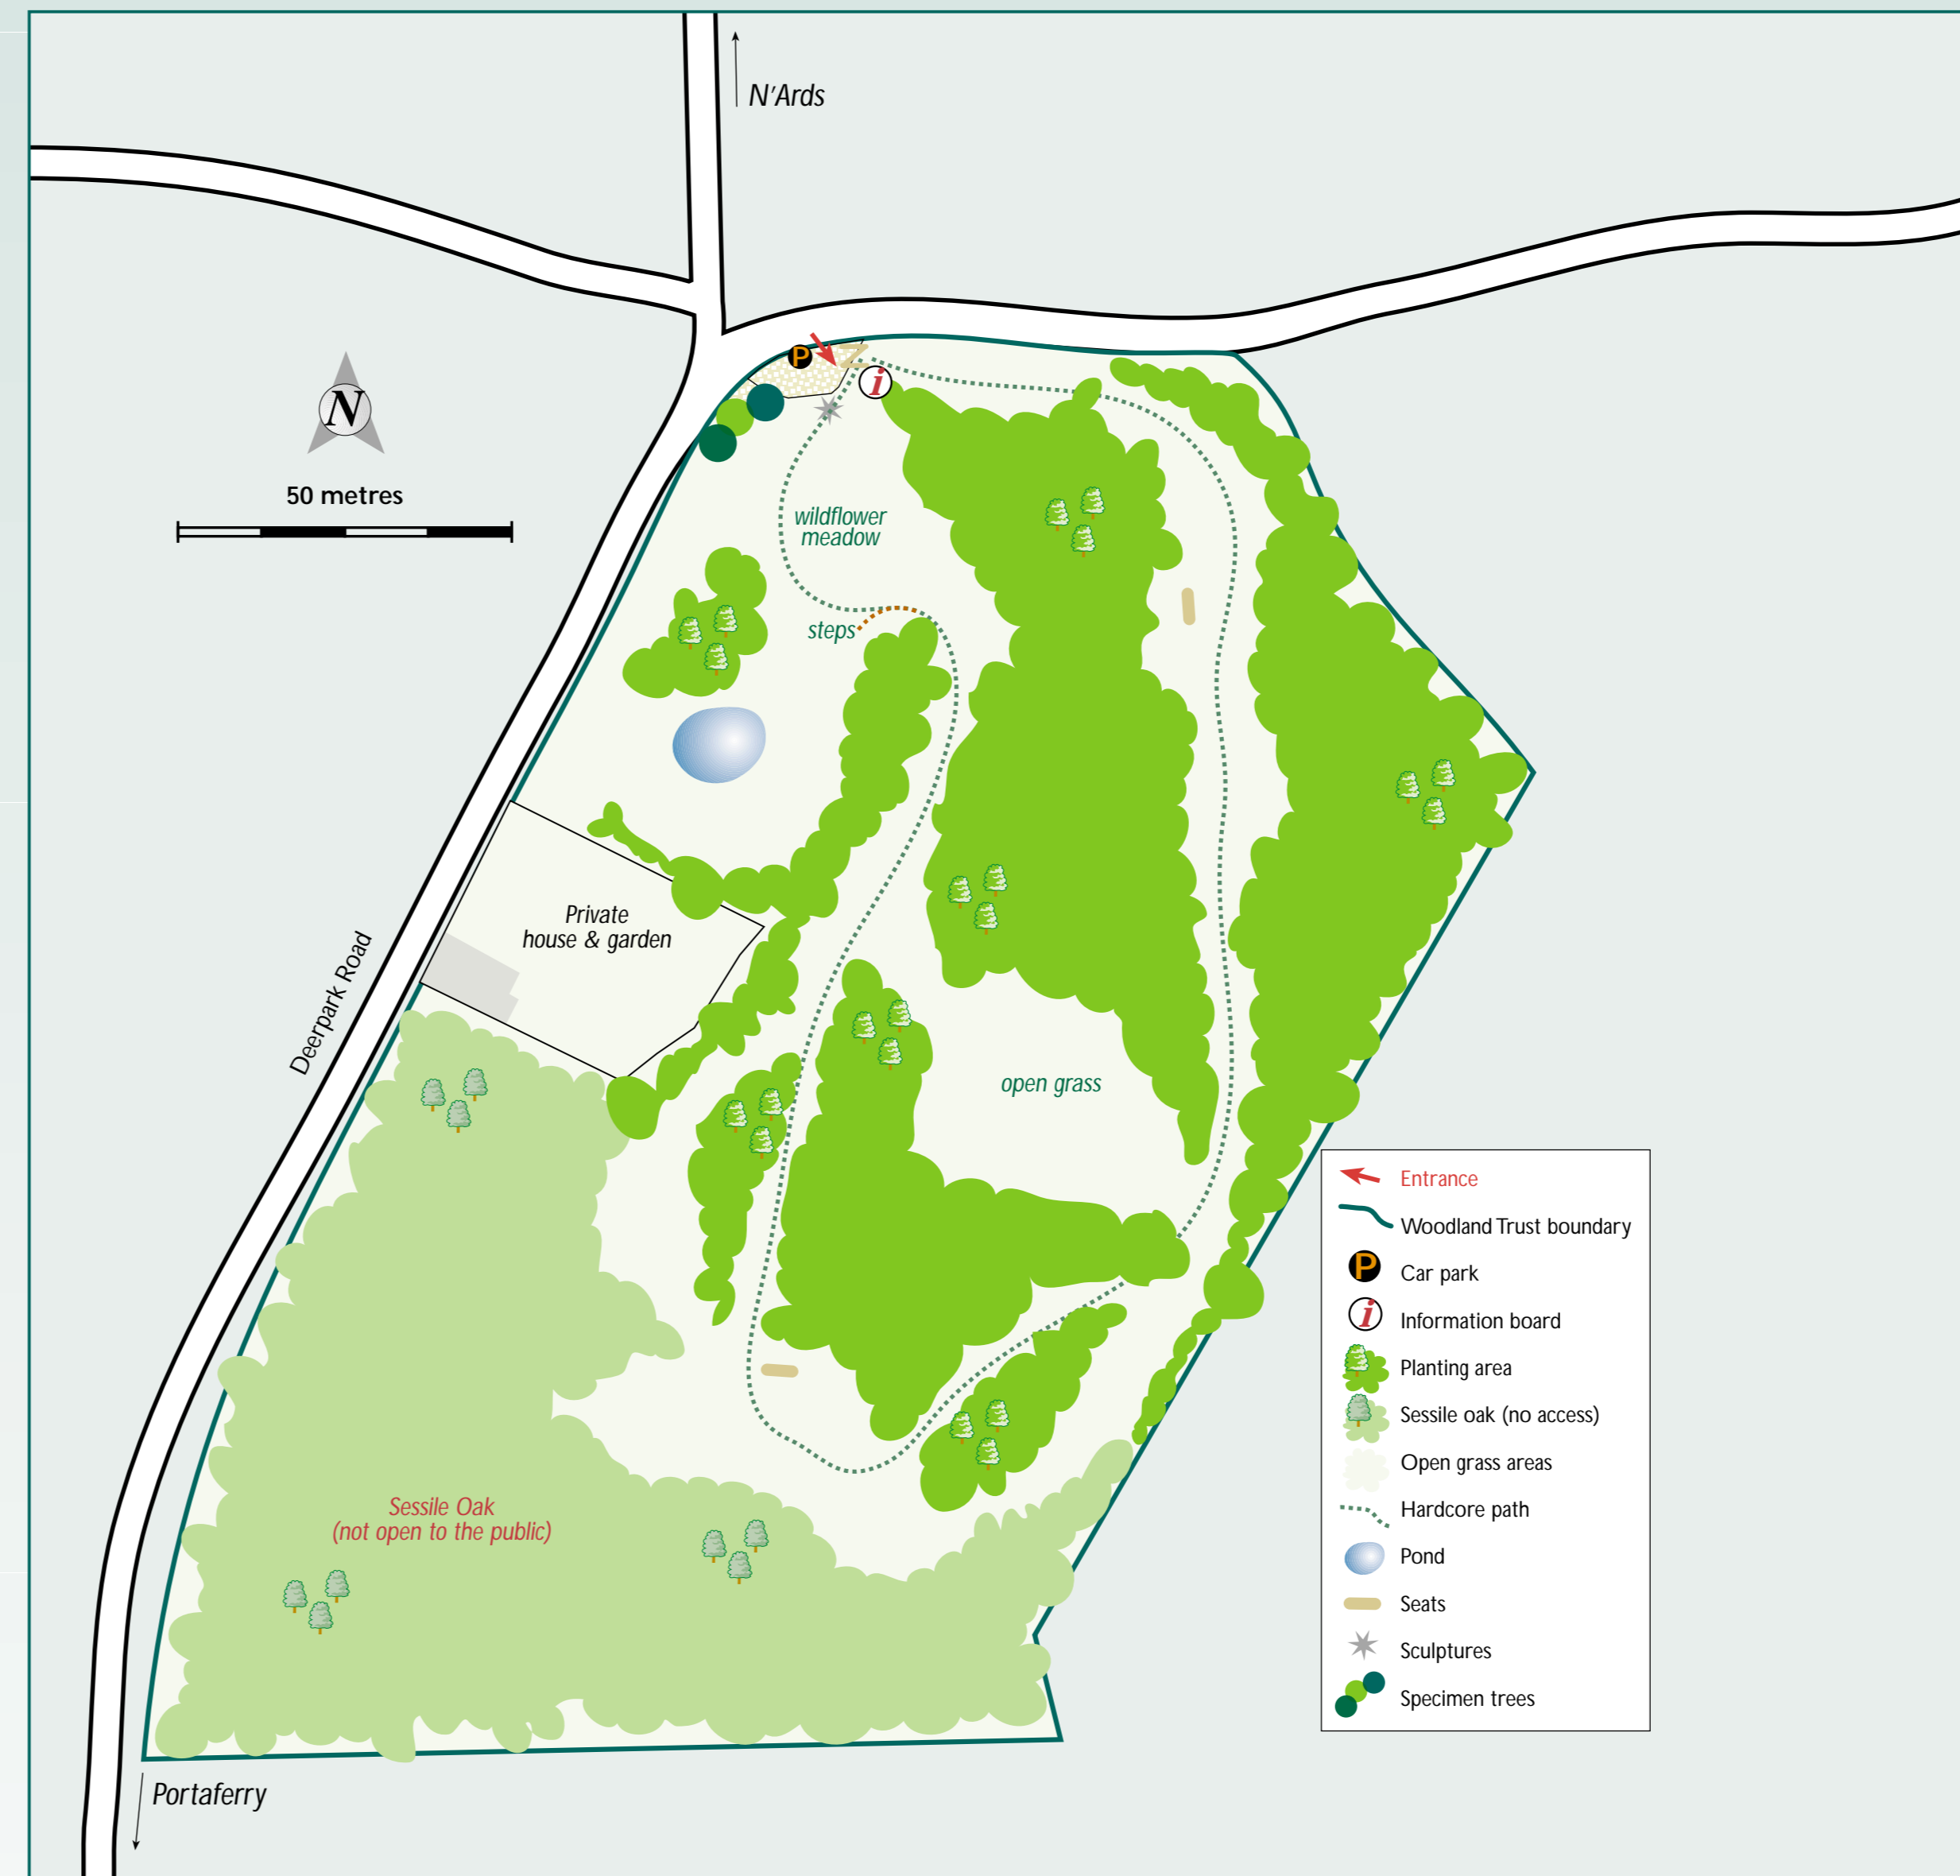 N'Ards
N
50 metres
P
i
wildflower
meadow
steps
Private
house & garden
Deerpark Road
open grass
Sessile Oak
(not open to the public)
Portaferry
Entrance
Woodland Trust boundary
P
Car park
i
Information board
Planting area
Sessile oak (no access)
Open grass areas
Hardcore path
Pond
Seats
Sculptures
Specimen trees